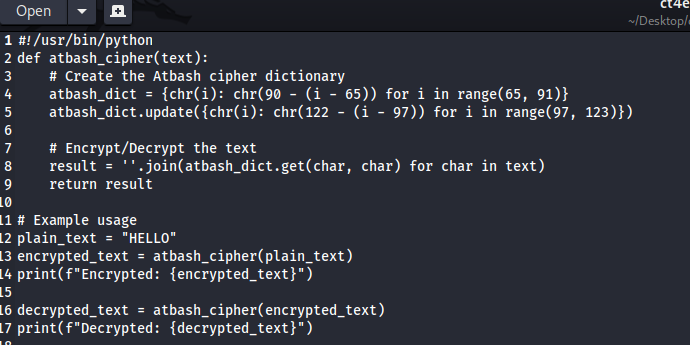 Open
ct4e
~/Desktop/
1 #!/usr/bin/python
2 def atbash_cipher(text):
3     # Create the Atbash cipher dictionary
4     atbash_dict = {chr(i): chr(90 - (i - 65)) for i in range(65, 91)}
5     atbash_dict.update({chr(i): chr(122 - (i - 97)) for i in range(97, 123)})
6
7     # Encrypt/Decrypt the text
8     result = ''.join(atbash_dict.get(char, char) for char in text)
9     return result
10
11 # Example usage
12 plain_text = "HELLO"
13 encrypted_text = atbash_cipher(plain_text)
14 print(f"Encrypted: {encrypted_text}")
15
16 decrypted_text = atbash_cipher(encrypted_text)
17 print(f"Decrypted: {decrypted_text}")